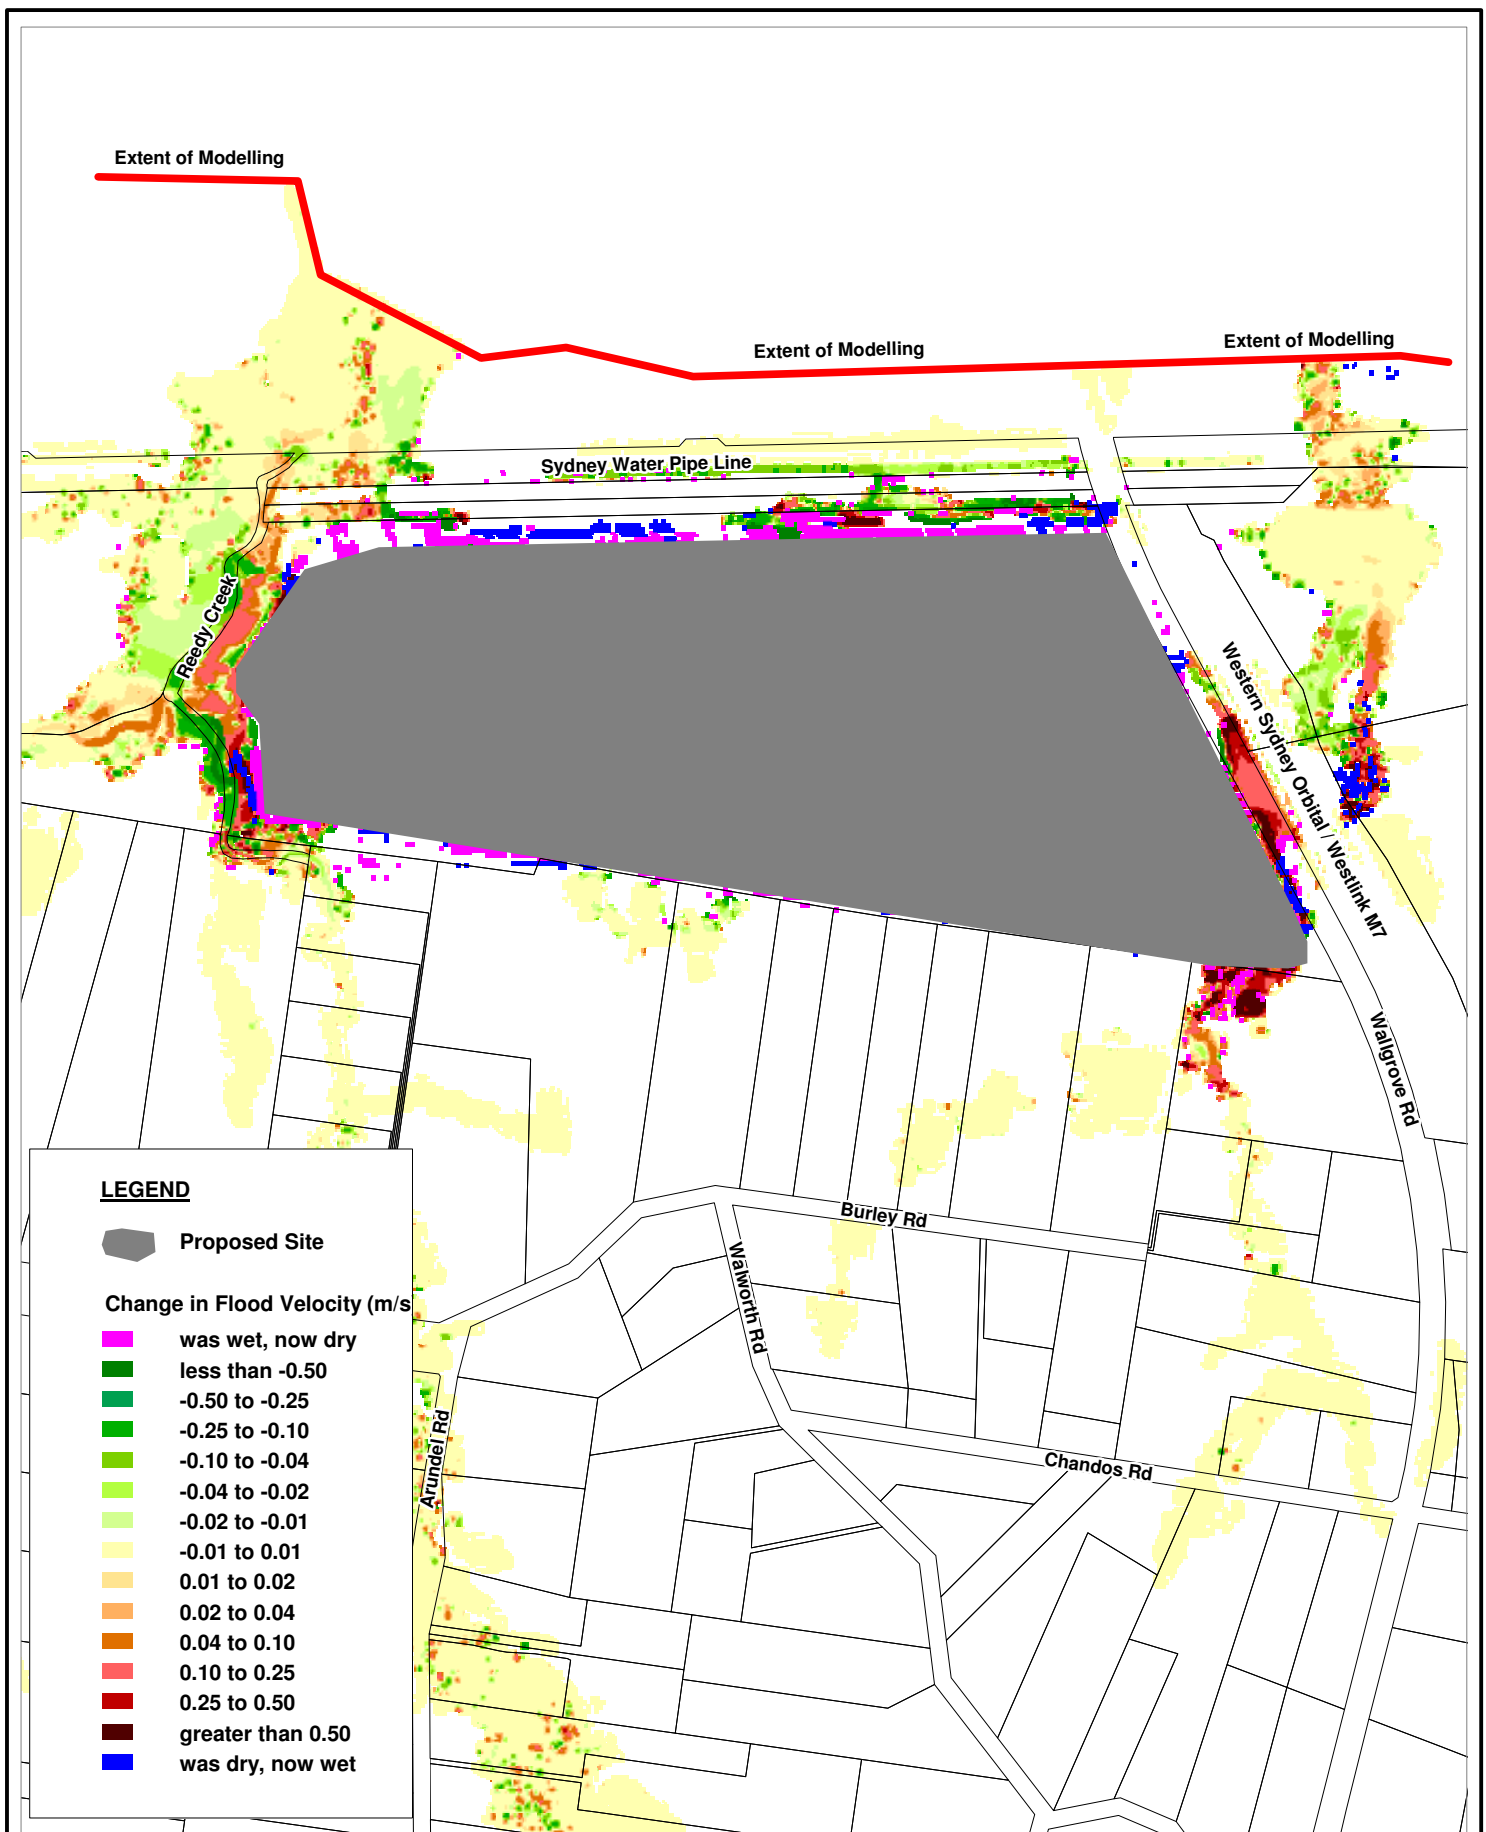 Extent of Modelling
Extent of Modelling
Extent of Modelling
Sydney Water Pipe Line
Reedy Creek
Western Sydney Orbital / Westlink M7
Wallgrove Rd
Burley Rd
Walworth Rd
Chandos Rd
Arundel Rd
LEGEND
Proposed Site
Change in Flood Velocity (m/s
was wet, now dry
less than -0.50
-0.50 to -0.25
-0.25 to -0.10
-0.10 to -0.04
-0.04 to -0.02
-0.02 to -0.01
-0.01 to 0.01
0.01 to 0.02
0.02 to 0.04
0.04 to 0.10
0.10 to 0.25
0.25 to 0.50
greater than 0.50
was dry, now wet